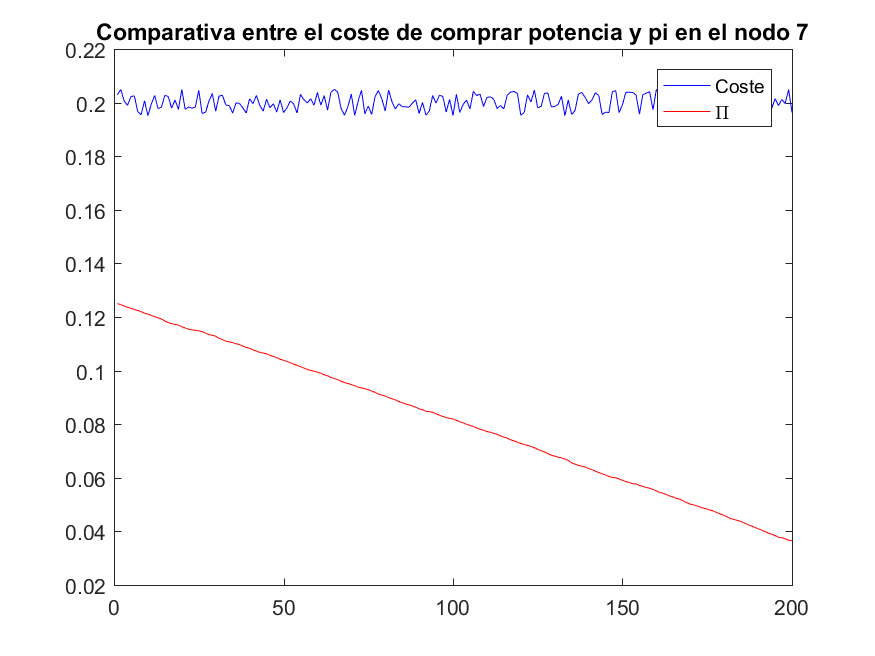 Comparativa entre el coste de comprar potencia y pi en el nodo 7
0.22
0.2
0.18
0.16
0.14
0.12
0.1
0.08
0.06
0.04
0.02
0 50 100 150 200
Coste
Π